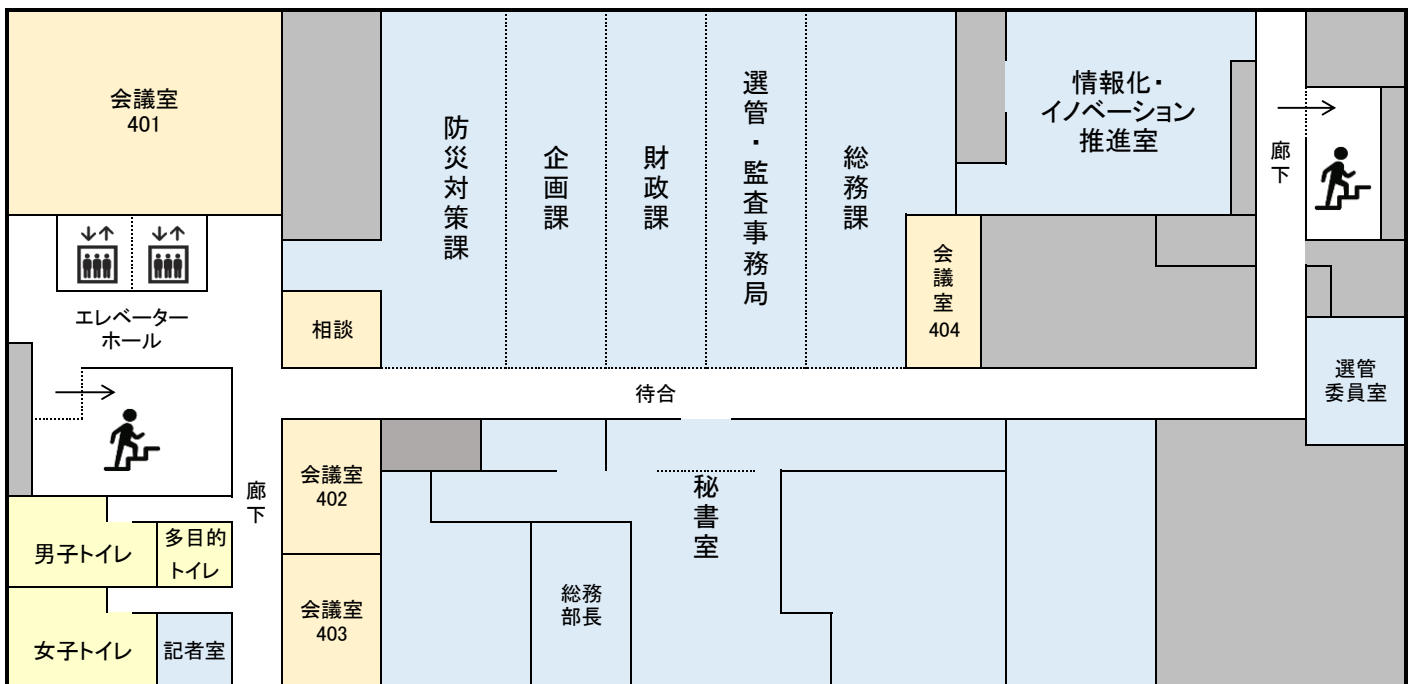 会議室
401
防災対策課
企画課
財政課
選管・監査事務局
総務課
情報化・
イノベーション
推進室
廊下
会議室
404
エレベーター
ホール
相談
待合
選管
委員室
会議室
402
廊下
秘書室
男子トイレ
多目的
トイレ
会議室
403
総務
部長
女子トイレ
記者室